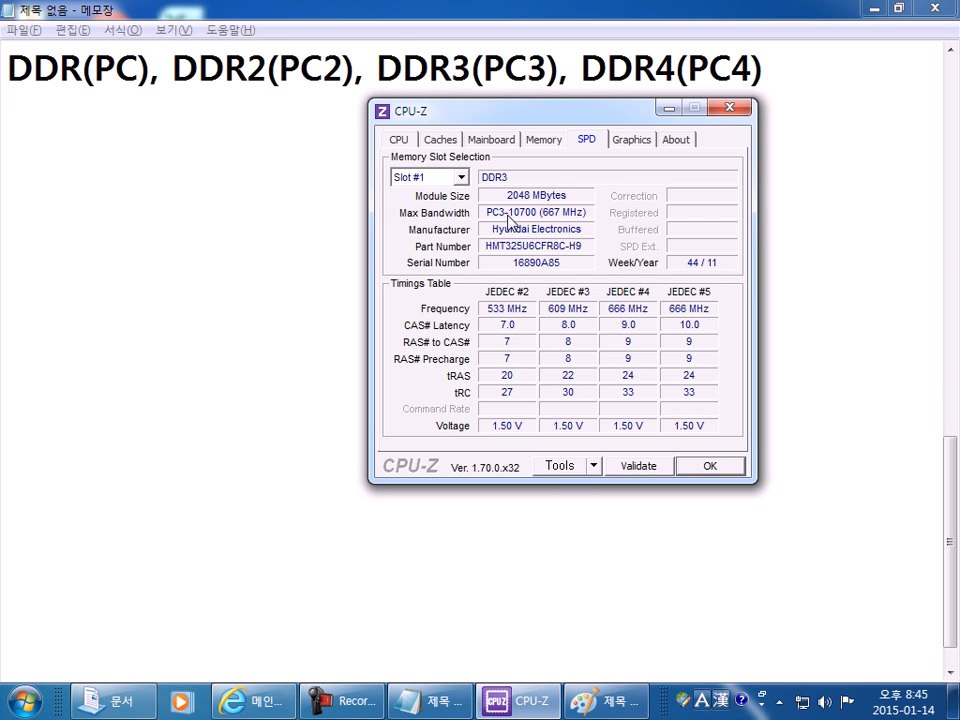 제목 없음 - 메모장
파일(F) 편집(E) 서식(O) 보기(V) 도움말(H)
DDR(PC), DDR2(PC2), DDR3(PC3), DDR4(PC4)
CPU-Z
CPU Caches Mainboard Memory SPD Graphics About
Memory Slot Selection
Slot #1 DDR3
Module Size 2048 MBytes Correction
Max Bandwidth PC3-10700 (667 MHz) Registered
Manufacturer Hyundai Electronics Buffered
Part Number HMT325U6CFR8C-H9 SPD Ext.
Serial Number 16890A85 Week/Year 44 / 11
Timings Table
JEDEC #2 JEDEC #3 JEDEC #4 JEDEC #5
Frequency 533 MHz 609 MHz 666 MHz 666 MHz
CAS# Latency 7.0 8.0 9.0 10.0
RAS# to CAS# 7 8 9 9
RAS# Precharge 7 8 9 9
tRAS 20 22 24 24
tRC 27 30 33 33
Command Rate
Voltage 1.50 V 1.50 V 1.50 V 1.50 V
CPU-Z Ver. 1.70.0.x32 Tools Validate OK
문서 메인... Recor... 제목 ... CPUZ CPU-Z 제목 ... A 漢 오후 8:45
2015-01-14